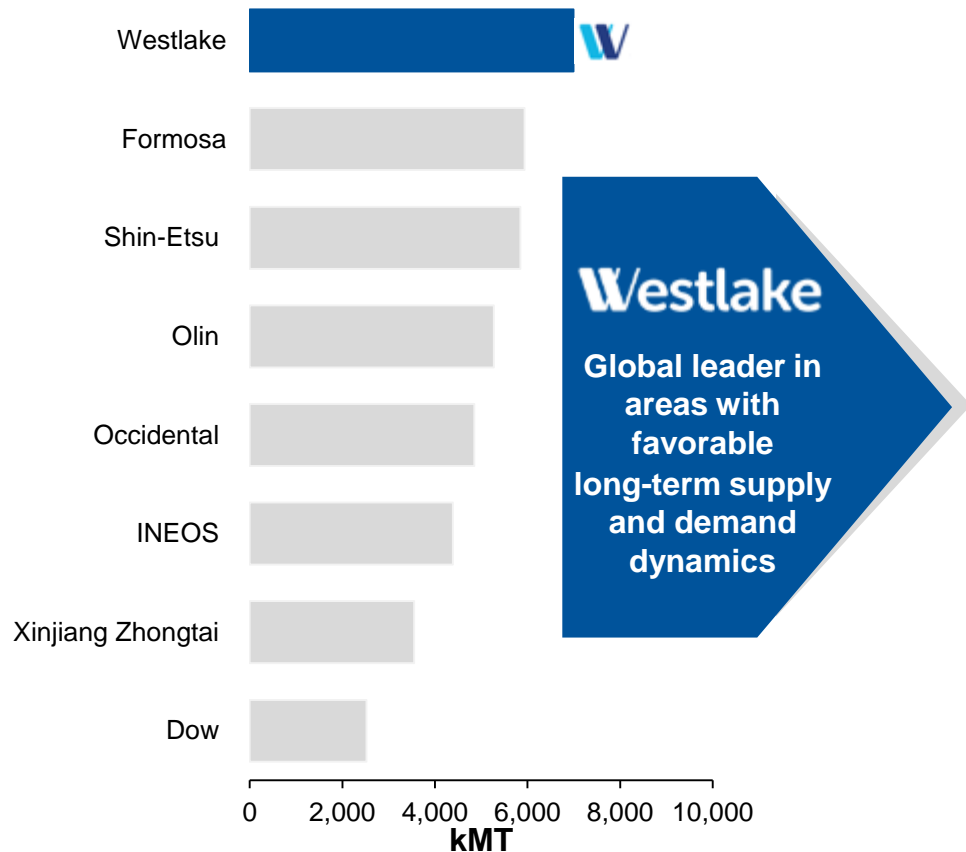 Westlake
Formosa
Shin-Etsu
Olin
Occidental
INEOS
Xinjiang Zhongtai
Dow
Westlake
Global leader in
areas with
favorable
long-term supply
and demand
dynamics
0 2,000 4,000 6,000 8,000 10,000
kMT